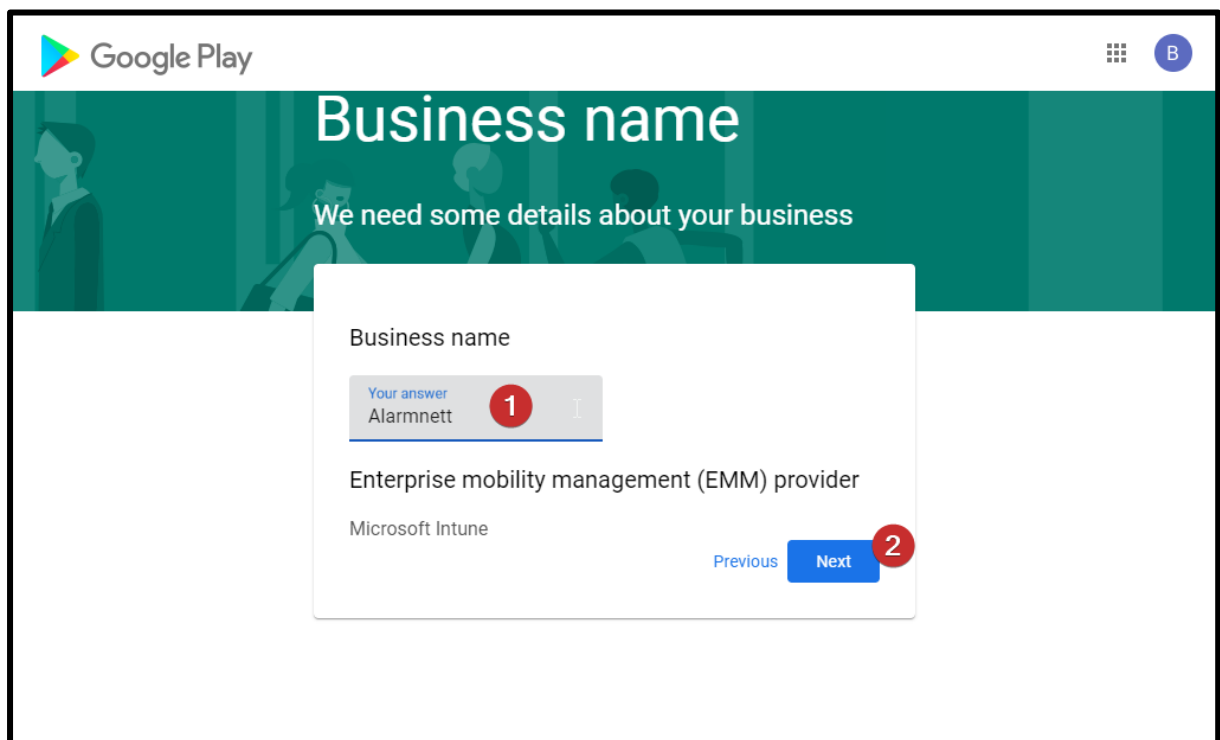 Google Play
B
Business name
We need some details about your business
Business name
Your answer
Alarmnett
1
Enterprise mobility management (EMM) provider
Microsoft Intune
2
Previous Next